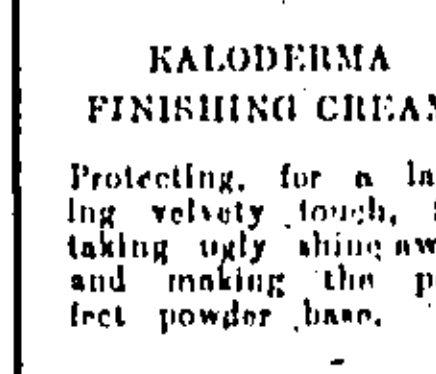 KALODERMA
FINISHING CREAM
Protecting, for a la
ing velvety touch,
taking ugly shine aw
and making the p
fect powder base.